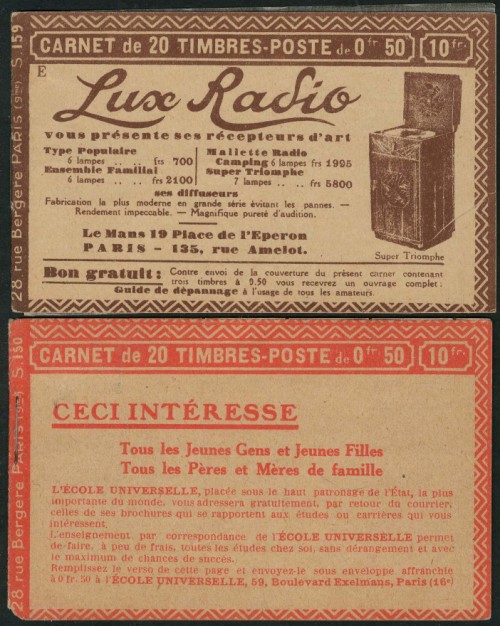 CARNET de 20 TIMBRES-POSTE de 0fr 50 10 fr.
28, rue Bergère PARIS (9me) S. 159
E
Lux Radio
vous présente ses récepteurs d'art
Type Populaire
6 lampes .. .. frs 700
Ensemble Familial
6 lampes .. .. frs 2100
Mallette Radio
Camping 6 lampes frs 1995
Super Triomphe
7 lampes .. .. frs 5800
ses diffuseurs
Fabrication la plus moderne en grande série évitant les pannes. —
Rendement impeccable. — Magnifique pureté d'audition.
Le Mans 19 Place de l'Eperon
PARIS - 135, rue Amelot.
Super Triomphe
Bon gratuit : Contre envoi de la couverture du présent carnet contenant
trois timbres à 0.50 vous recevrez un ouvrage complet :
Guide de dépannage à l'usage de tous les amateurs.
CARNET de 20 TIMBRES-POSTE de 0fr 50 10 fr.
28, rue Bergère PARIS S. 150
CECI INTÉRESSE
Tous les Jeunes Gens et Jeunes Filles
Tous les Pères et Mères de famille
L'ÉCOLE UNIVERSELLE, placée sous le haut patronage de l'État, la plus
importante du monde, vous adressera gratuitement, par retour du courrier,
celles de ses brochures qui se rapportent aux études ou carrières qui vous
intéressent.
L'enseignement par correspondance de l'ÉCOLE UNIVERSELLE permet
de faire, à peu de frais, toutes les études chez soi, sans dérangement et avec
le maximum de chances de succès.
Remplissez le verso de cette page et envoyez-le sous enveloppe affranchie
à 0 fr. 50 à l'ÉCOLE UNIVERSELLE, 59, Boulevard Exelmans, Paris (16e)